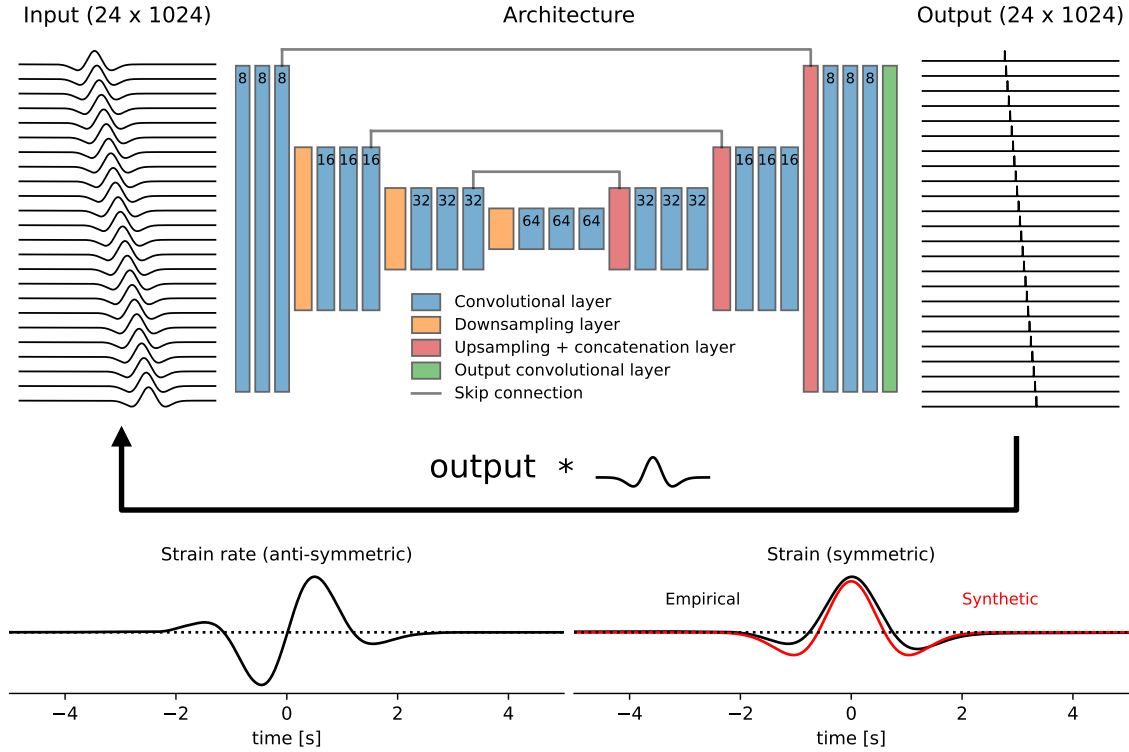 Input (24 x 1024)
Architecture
Output (24 x 1024)
8 8 8
8 8 8
16 16 16
16 16 16
32 32 32
32 32 32
64 64 64
Convolutional layer
Downsampling layer
Upsampling + concatenation layer
Output convolutional layer
Skip connection
output *
Strain rate (anti-symmetric)
−4 −2 0 2 4
time [s]
Strain (symmetric)
Empirical
Synthetic
−4 −2 0 2 4
time [s]